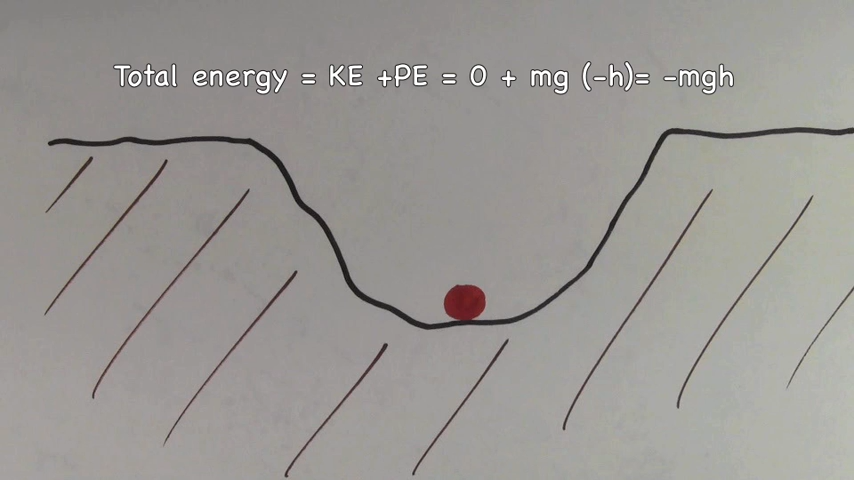 Total energy = KE +PE = 0 + mg (-h)= -mgh